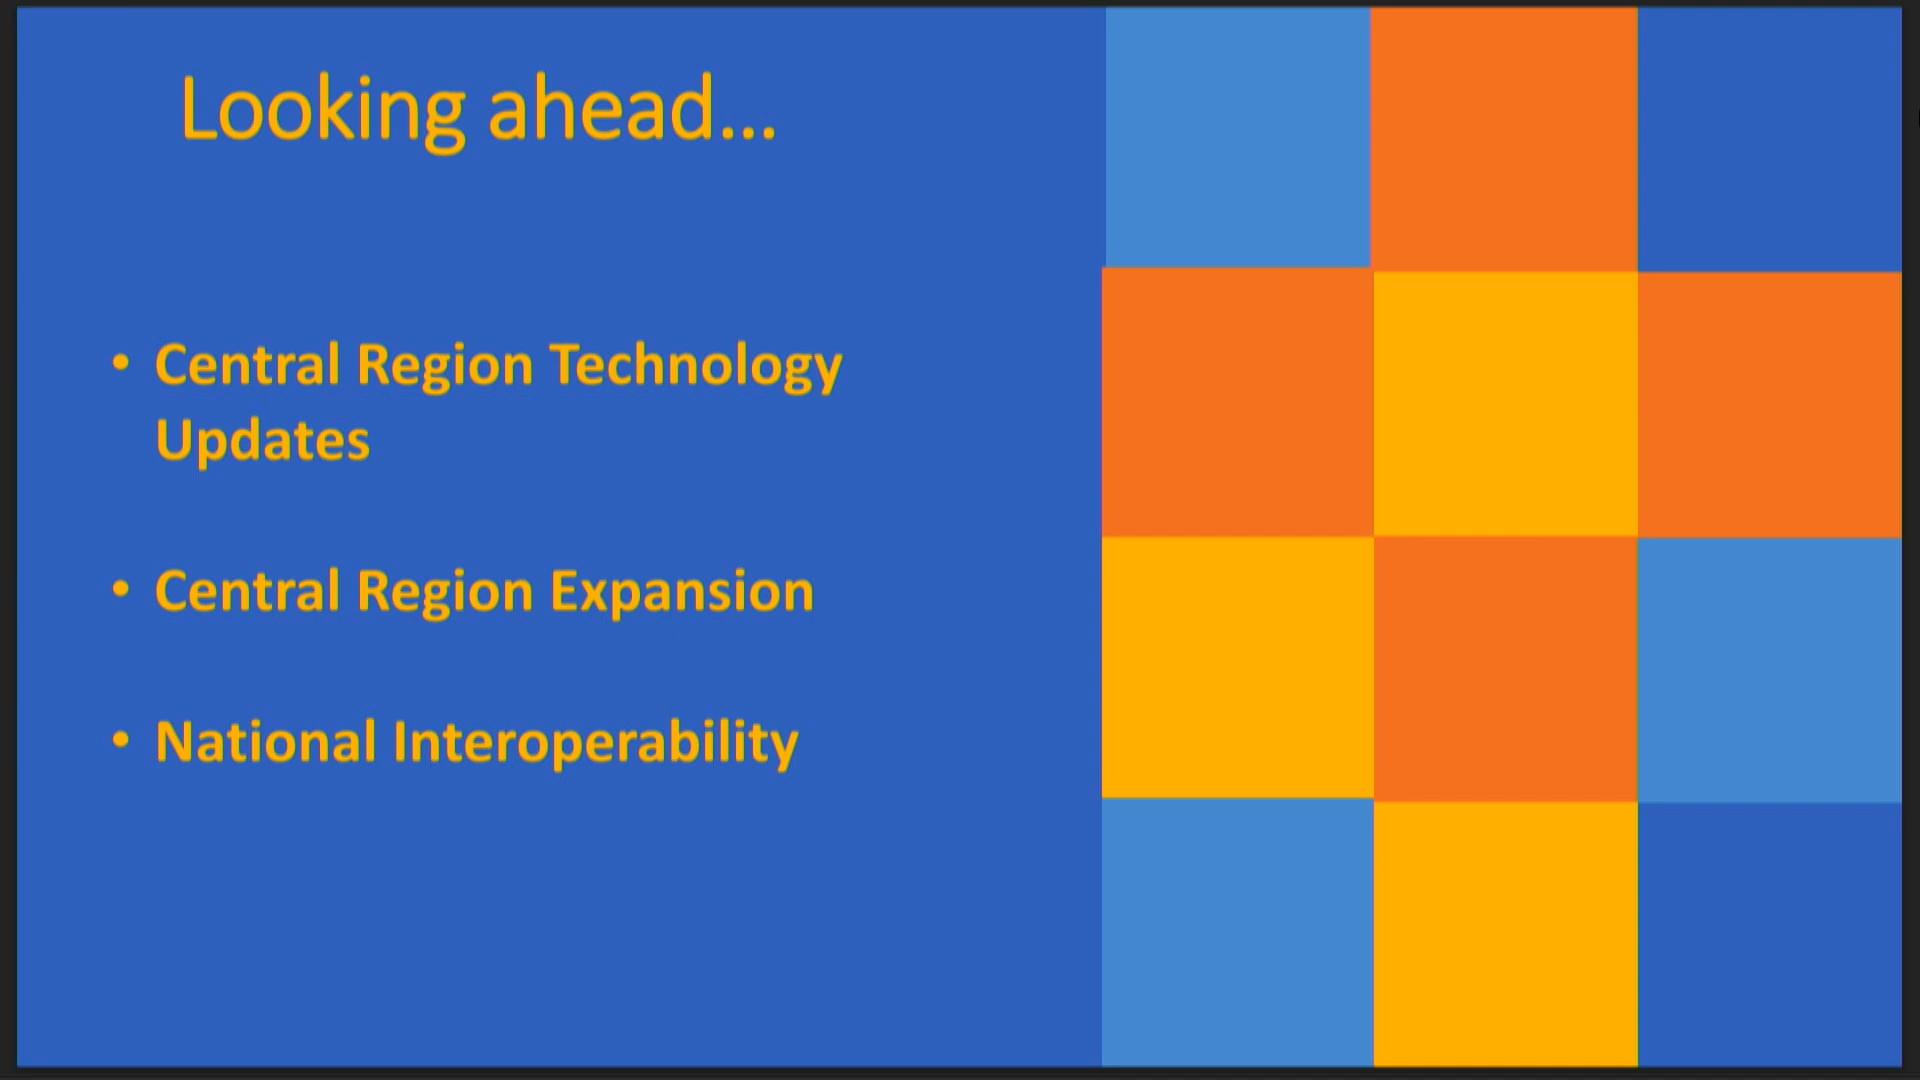 Looking ahead...
• Central Region Technology
Updates
• Central Region Expansion
• National Interoperability